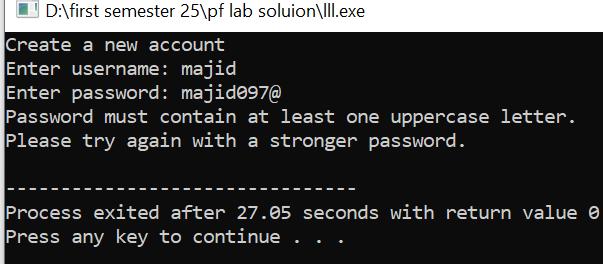 D:\first semester 25\pf lab soluion\lll.exe
Create a new account
Enter username: majid
Enter password: majid097@
Password must contain at least one uppercase letter.
Please try again with a stronger password.
--------------------------------
Process exited after 27.05 seconds with return value 0
Press any key to continue . . .